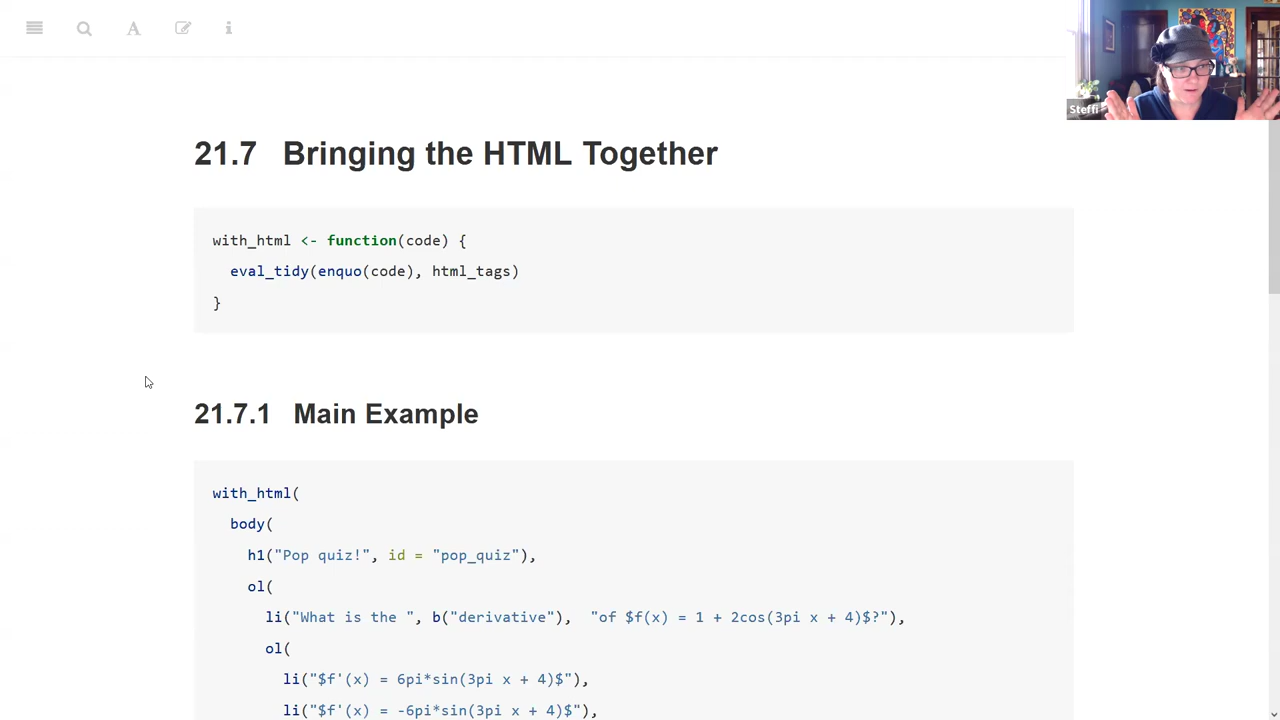 Steffi
21.7 Bringing the HTML Together
with_html <- function(code) {
eval_tidy(enquo(code), html_tags)
}
21.7.1 Main Example
with_html(
body(
h1("Pop quiz!", id = "pop_quiz"),
ol(
li("What is the ", b("derivative"), "of $f(x) = 1 + 2cos(3pi x + 4)$?"),
ol(
li("$f'(x) = 6pi*sin(3pi x + 4)$"),
li("$f'(x) = -6pi*sin(3pi x + 4)$"),